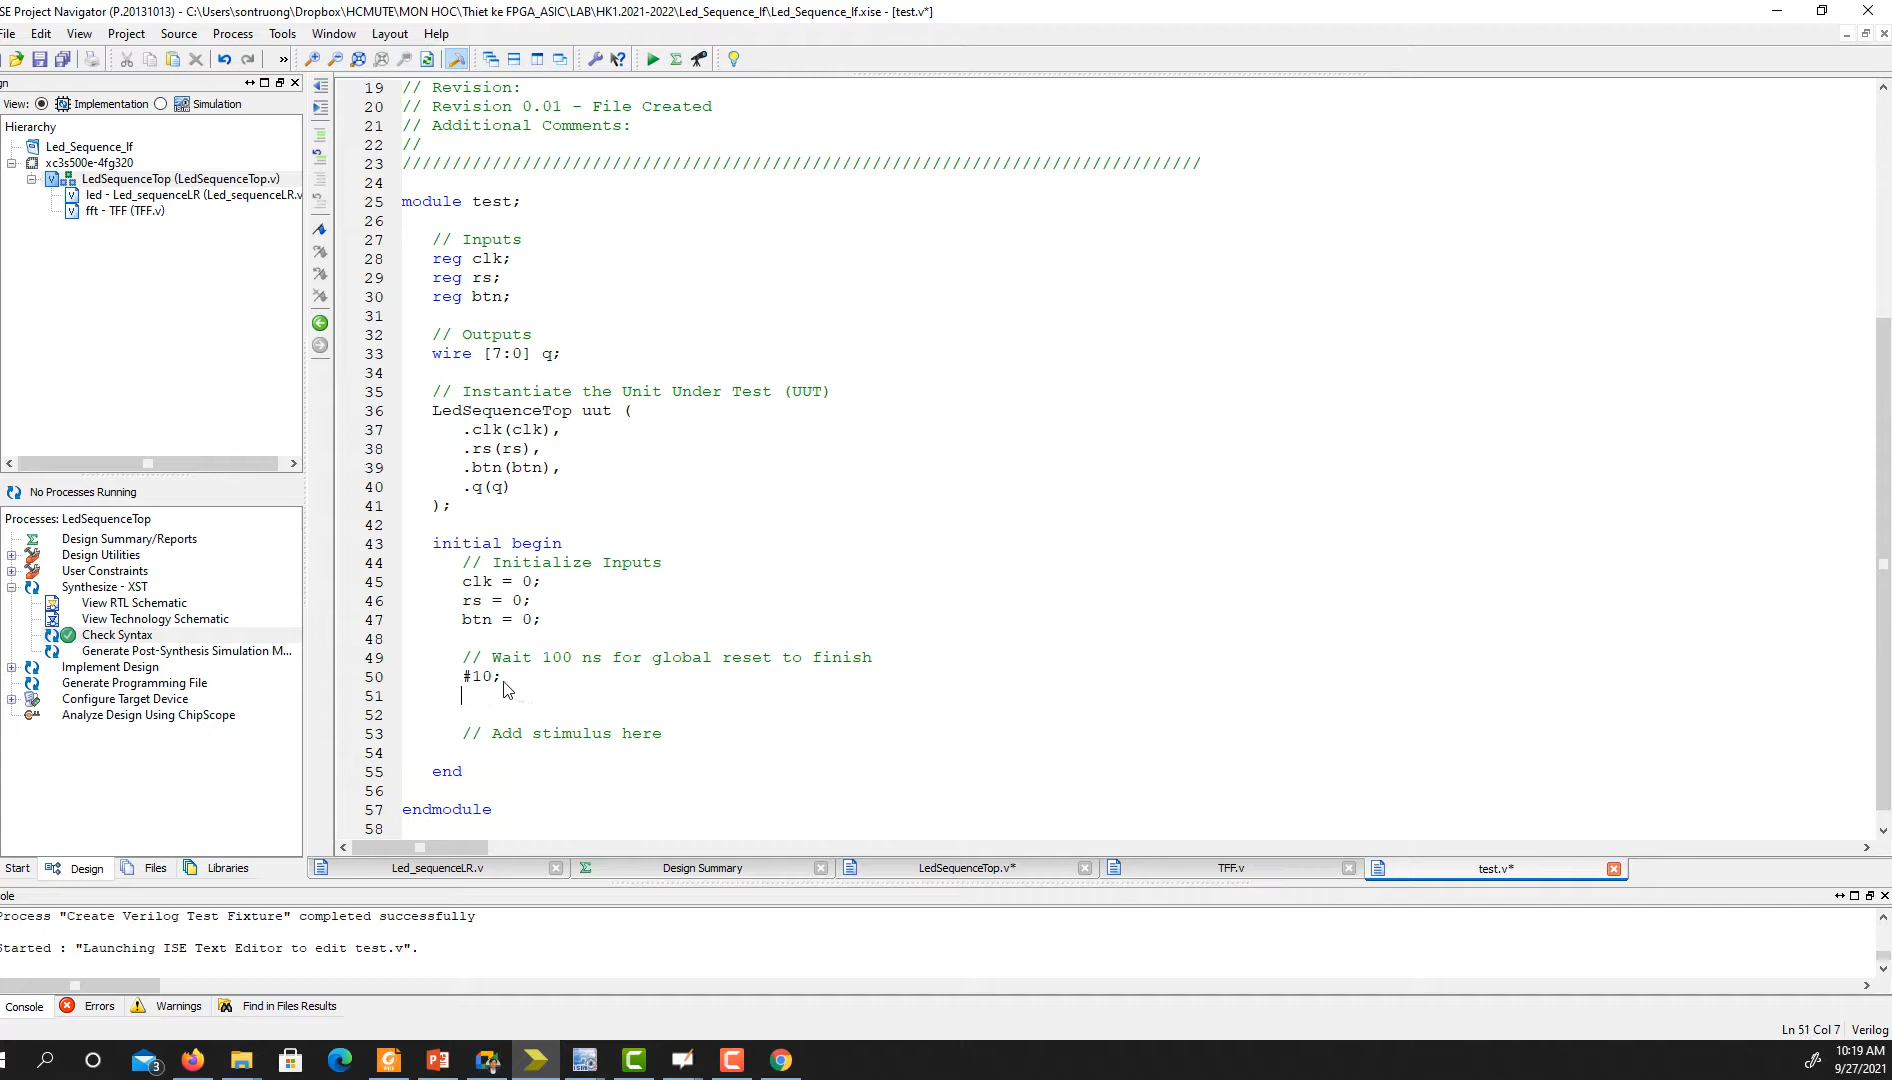 SE Project Navigator (P.20131013) - C:\Users\sontruong\Dropbox\HCMUTE\MON HOC\Thiet ke FPGA_ASIC\LAB\HK1.2021-2022\Led_Sequence_If\Led_Sequence_If.xise - [test.v*]
File Edit View Project Source Process Tools Window Layout Help
gn
View: Implementation Simulation
Hierarchy
Led_Sequence_If
xc3s500e-4fg320
LedSequenceTop (LedSequenceTop.v)
led - Led_sequenceLR (Led_sequenceLR.v
fft - TFF (TFF.v)
No Processes Running
Processes: LedSequenceTop
Design Summary/Reports
Design Utilities
User Constraints
Synthesize - XST
View RTL Schematic
View Technology Schematic
Check Syntax
Generate Post-Synthesis Simulation M...
Implement Design
Generate Programming File
Configure Target Device
Analyze Design Using ChipScope
Start Design Files Libraries
19 // Revision:
20 // Revision 0.01 - File Created
21 // Additional Comments:
22 //
23 ////////////////////////////////////////////////////////////////////////////////
24
25 module test;
26
27 // Inputs
28 reg clk;
29 reg rs;
30 reg btn;
31
32 // Outputs
33 wire [7:0] q;
34
35 // Instantiate the Unit Under Test (UUT)
36 LedSequenceTop uut (
37 .clk(clk),
38 .rs(rs),
39 .btn(btn),
40 .q(q)
41 );
42
43 initial begin
44 // Initialize Inputs
45 clk = 0;
46 rs = 0;
47 btn = 0;
48
49 // Wait 100 ns for global reset to finish
50 #10;
51
52
53 // Add stimulus here
54
55 end
56
57 endmodule
58
Led_sequenceLR.v Design Summary LedSequenceTop.v* TFF.v test.v*
ole
Process "Create Verilog Test Fixture" completed successfully
Started : "Launching ISE Text Editor to edit test.v".
Console Errors Warnings Find in Files Results
Ln 51 Col 7 Verilog
3
10:19 AM
9/27/2021